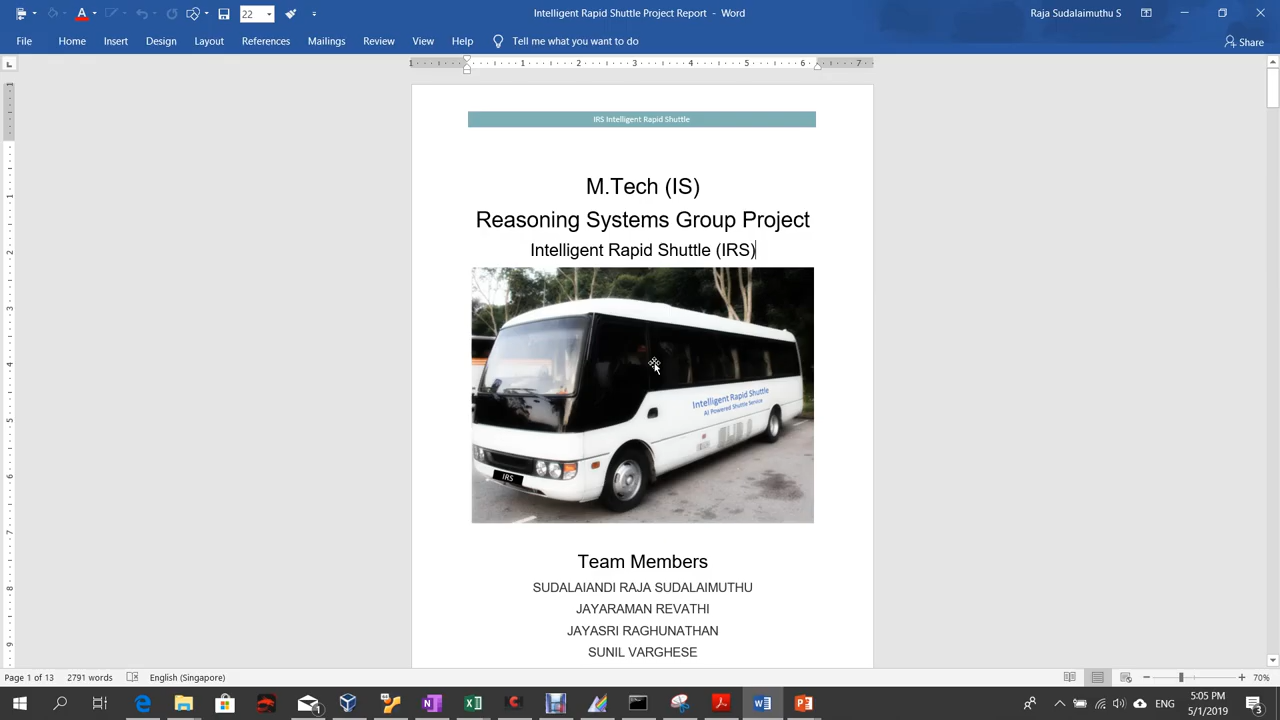 22
Intelligent Rapid Shuttle (IRS) - Word
Raja Sudalaimuthu S
File Home Insert Design Layout References Mailings Review View Help Tell me what you want to do Share
IRS Intelligent Rapid Shuttle
M.Tech (IS)
Reasoning Systems Group Project
Intelligent Rapid Shuttle (IRS)
Intelligent Rapid Shuttle
AI Powered Shuttle Service
IRS
Team Members
SUDALAIANDI RAJA SUDALAIMUTHU
JAYARAMAN REVATHI
JAYASRI RAGHUNATHAN
SUNIL VARGHESE
Page 1 of 13 2791 words English (Singapore) 70%
ENG
5:05 PM
5/1/2019
3